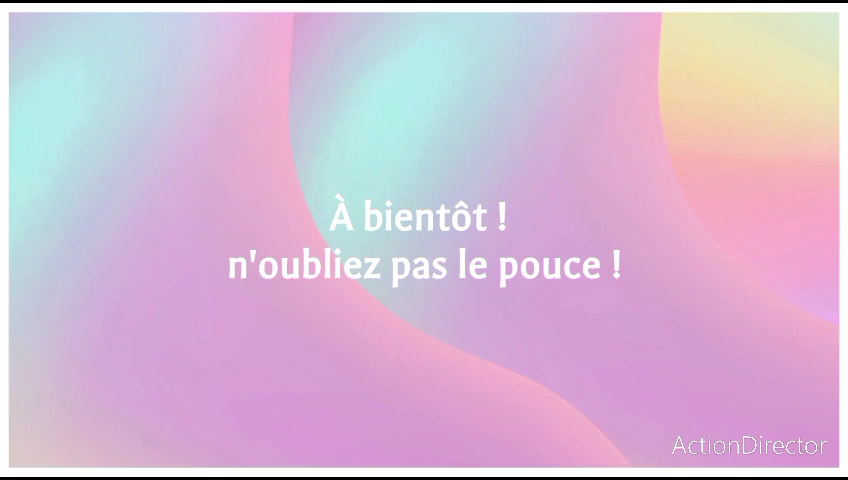 À bientôt !
n'oubliez pas le pouce !
ActionDirector